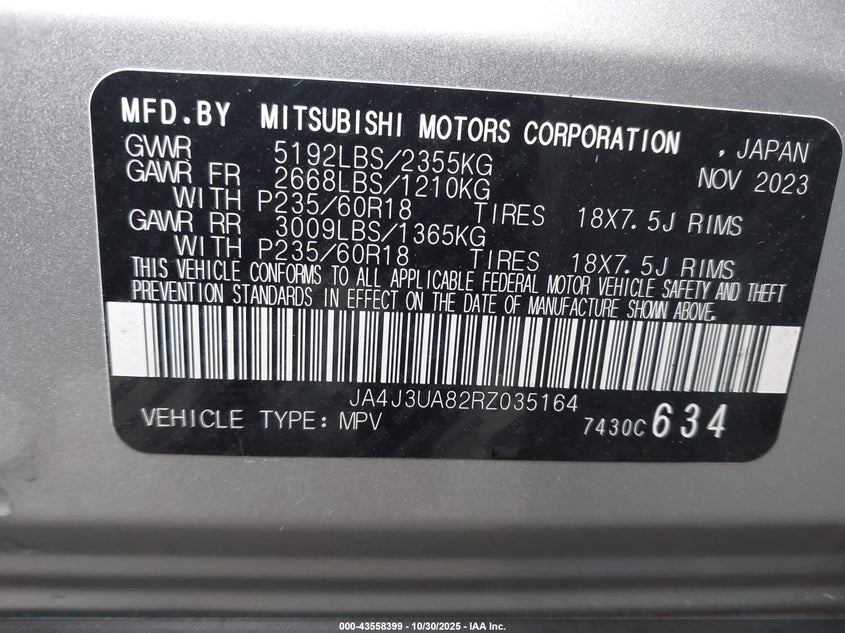 MFD.BY MITSUBISHI MOTORS CORPORATION , JAPAN
GWWR 5192LBS/2355KG NOV 2023
GAWR FR 2668LBS/1210KG
WITH P235/60R18 TIRES 18X7.5J RIMS
GAWR RR 3009LBS/1365KG
WITH P235/60R18 TIRES 18X7.5J RIMS
THIS VEHICLE CONFORMS TO ALL APPLICABLE FEDERAL MOTOR VEHICLE SAFETY AND THEFT
PREVENTION STANDARDS IN EFFECT ON THE DATE OF MANUFACTURE SHOWN ABOVE.
JA4J3UA82RZ035164
VEHICLE TYPE: MPV 7430C 634
000-43558399 - 10/30/2025 - IAA Inc.